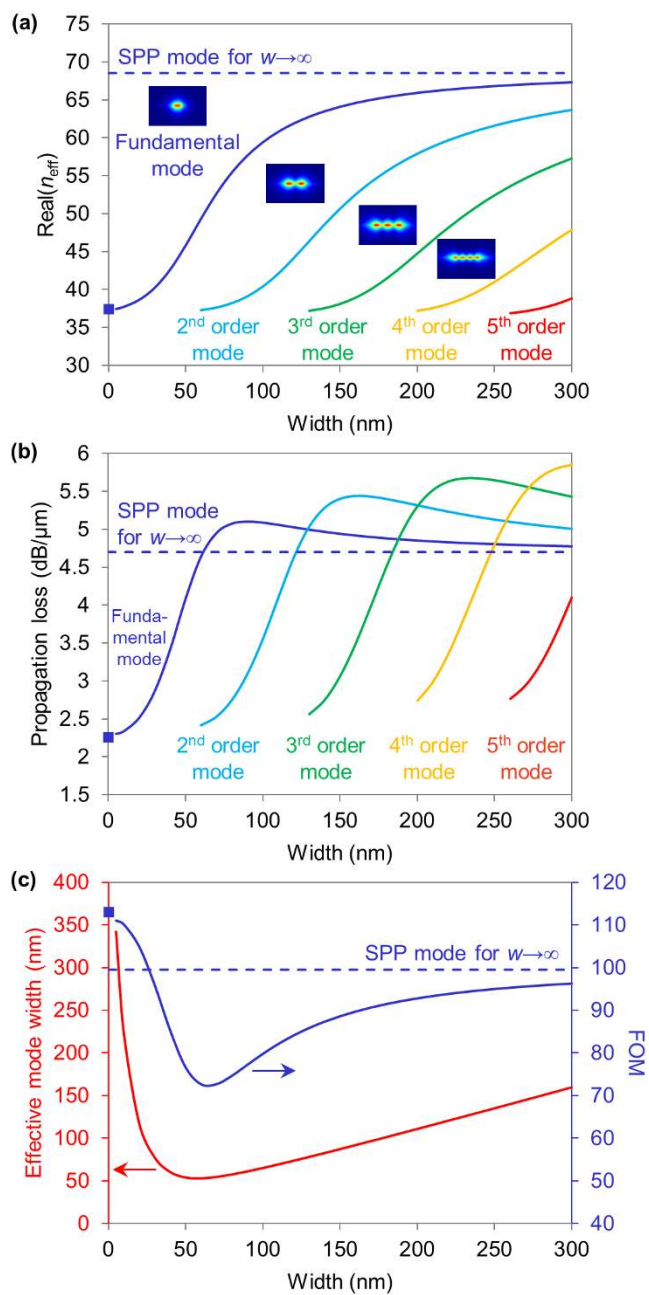 (a)
75
70
65
60
55
50
45
40
35
30
Real(n_eff)
SPP mode for w→∞
Fundamental
mode
2nd order
mode
3rd order
mode
4th order
mode
5th order
mode
0 50 100 150 200 250 300
Width (nm)
(b)
6
5.5
5
4.5
4
3.5
3
2.5
2
1.5
Propagation loss (dB/μm)
SPP mode
for w→∞
Funda-
mental
mode
2nd order
mode
3rd order
mode
4th order
mode
5th order
mode
0 50 100 150 200 250 300
Width (nm)
(c)
400
350
300
250
200
150
100
50
0
Effective mode width (nm)
SPP mode for w→∞
120
110
100
90
80
70
60
50
40
FOM
0 50 100 150 200 250 300
Width (nm)